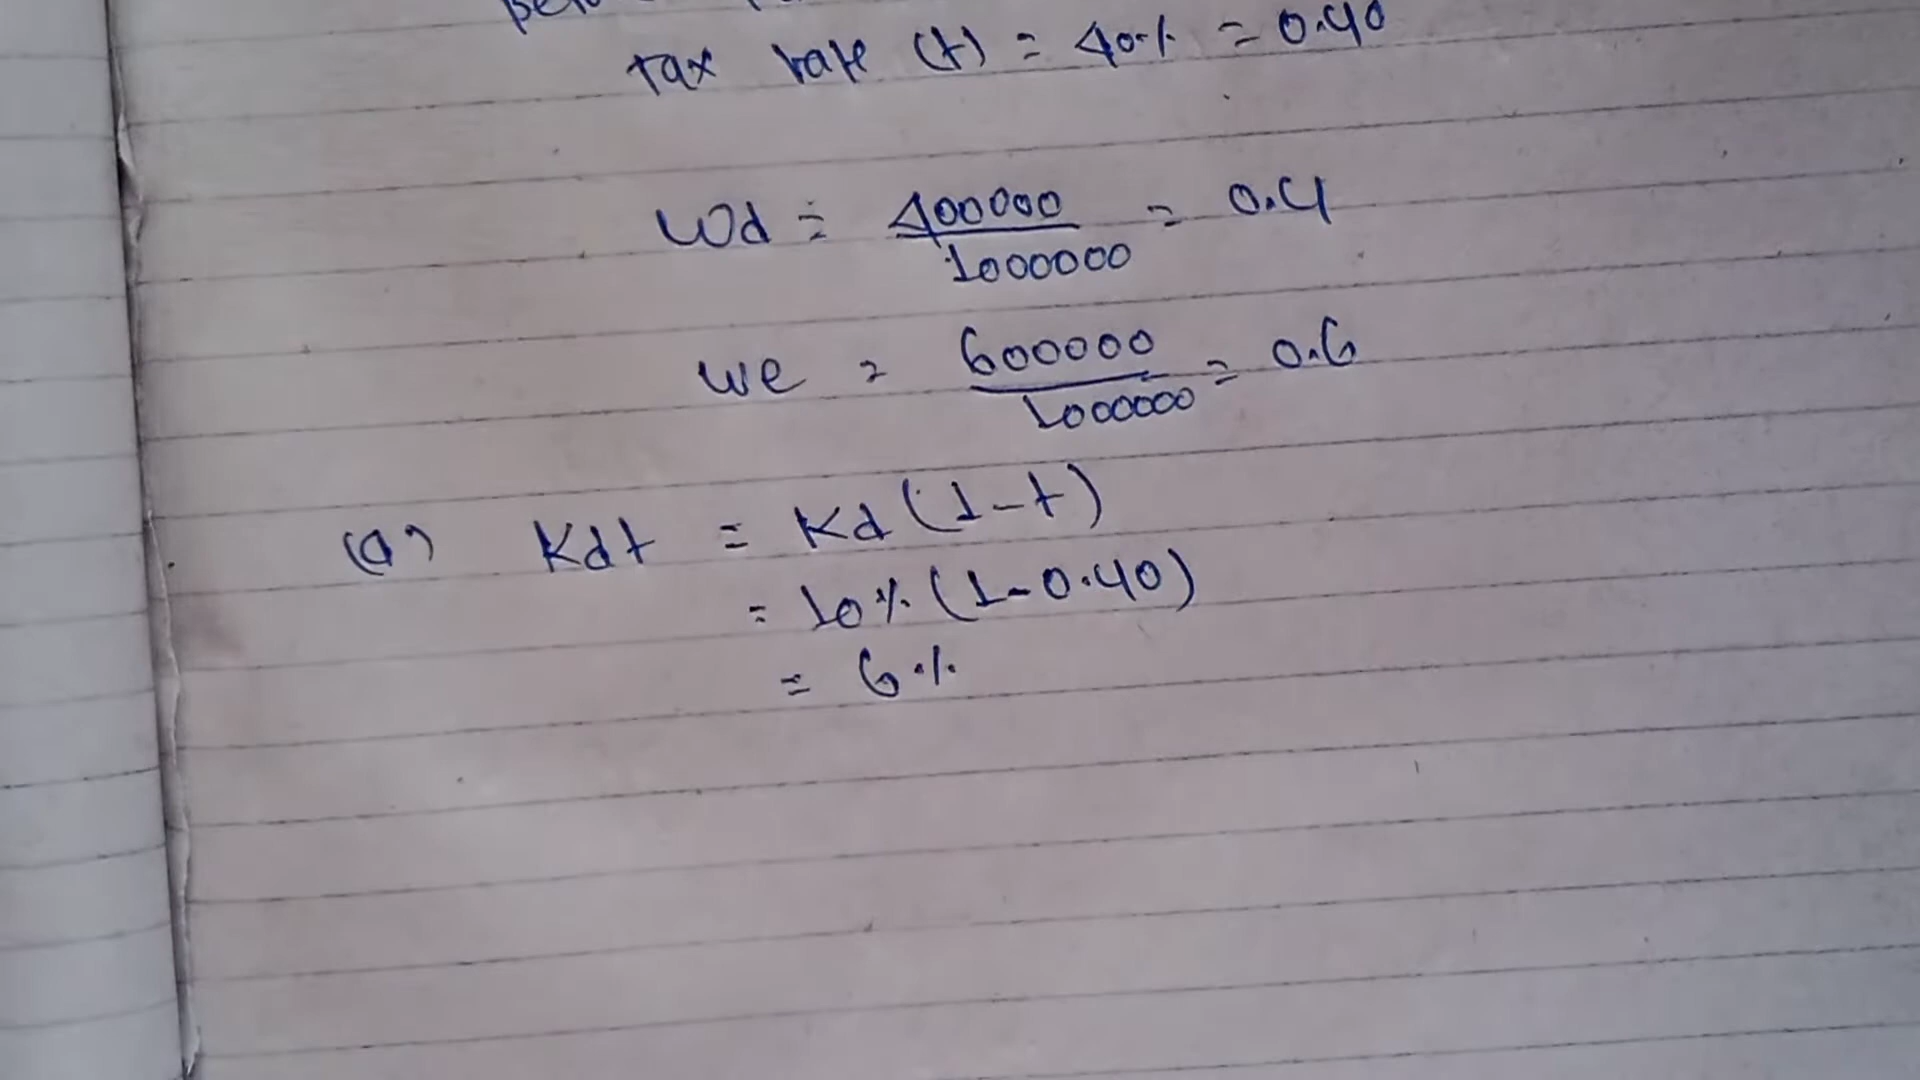 tax rate (t) = 40% = 0.40
Wd = 400000 / 1000000 = 0.4
we = 600000 / 1000000 = 0.6
(a) Kdt = Kd (1-t)
= 10% (1-0.40)
= 6%